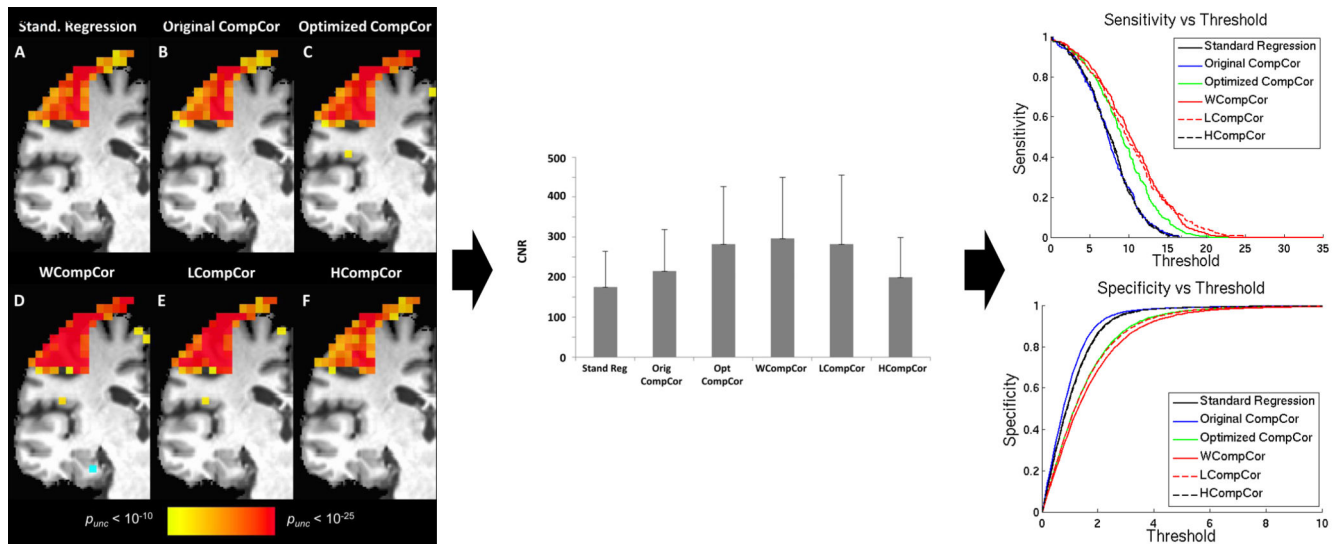 Stand. Regression
Original CompCor
Optimized CompCor
A
B
C
WCompCor
LCompCor
HCompCor
D
E
F
p_unc < 10^-10
p_unc < 10^-25
CNR
500
400
300
200
100
0
Stand Reg
Orig CompCor
Opt CompCor
WCompCor
LCompCor
HCompCor
Sensitivity vs Threshold
Sensitivity
1
0.8
0.6
0.4
0.2
0
0 5 10 15 20 25 30 35
Threshold
Standard Regression
Original CompCor
Optimized CompCor
WCompCor
LCompCor
HCompCor
Specificity vs Threshold
Specificity
1
0.8
0.6
0.4
0.2
0
0 2 4 6 8 10
Threshold
Standard Regression
Original CompCor
Optimized CompCor
WCompCor
LCompCor
HCompCor